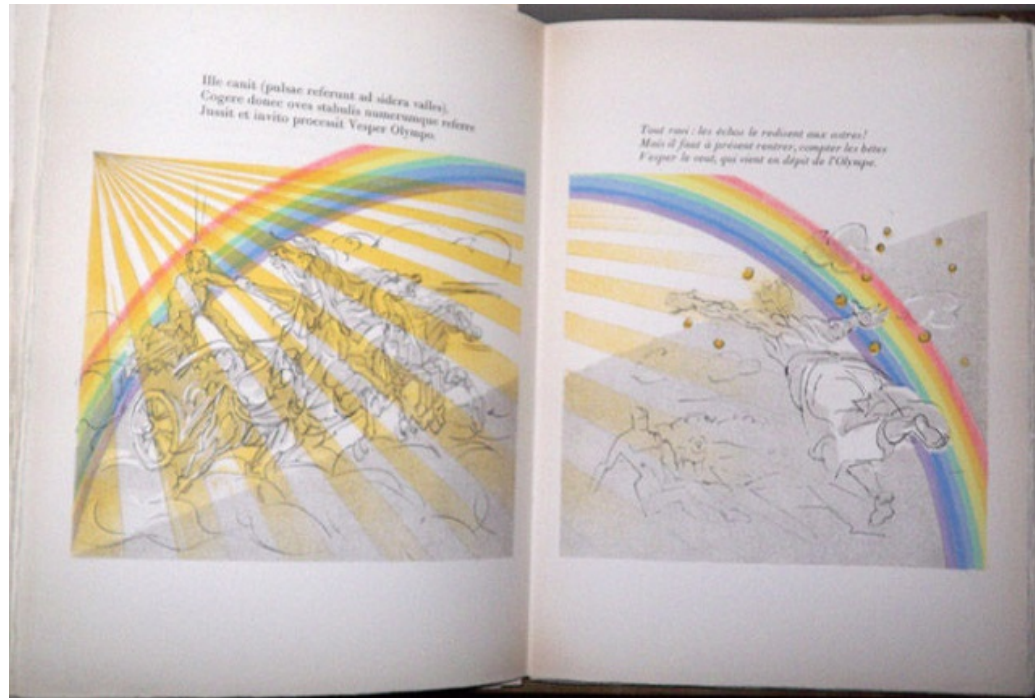 Ille canit (pulsae referunt ad sidera valles),
Cogere donec oves stabulis numerumque referre
Jussit et invito processit Vesper Olympo.
Tout ravi : les échos le redisent aux astres!
Mais il faut à présent rentrer, compter les bêtes
Vesper le veut, qui vient en dépit de l'Olympe.